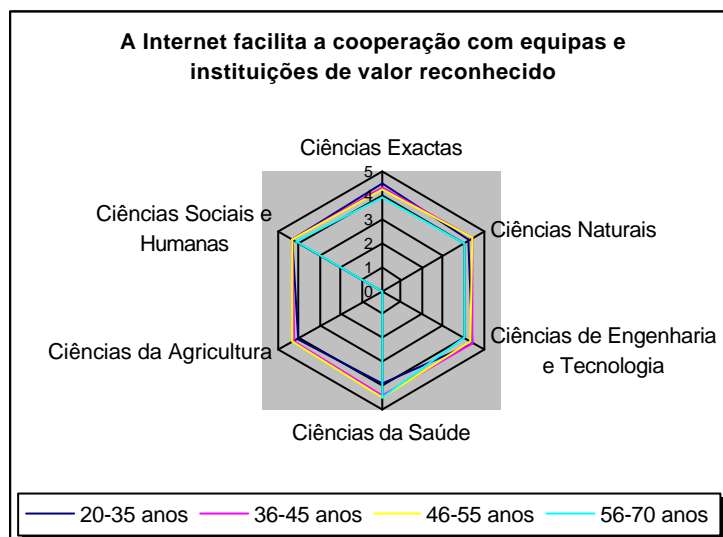 A Internet facilita a cooperação com equipas e
instituições de valor reconhecido
Ciências Exactas
5
4
3
2
1
0
Ciências Sociais e
Humanas
Ciências Naturais
Ciências da Agricultura
Ciências de Engenharia
e Tecnologia
Ciências da Saúde
20-35 anos
36-45 anos
46-55 anos
56-70 anos